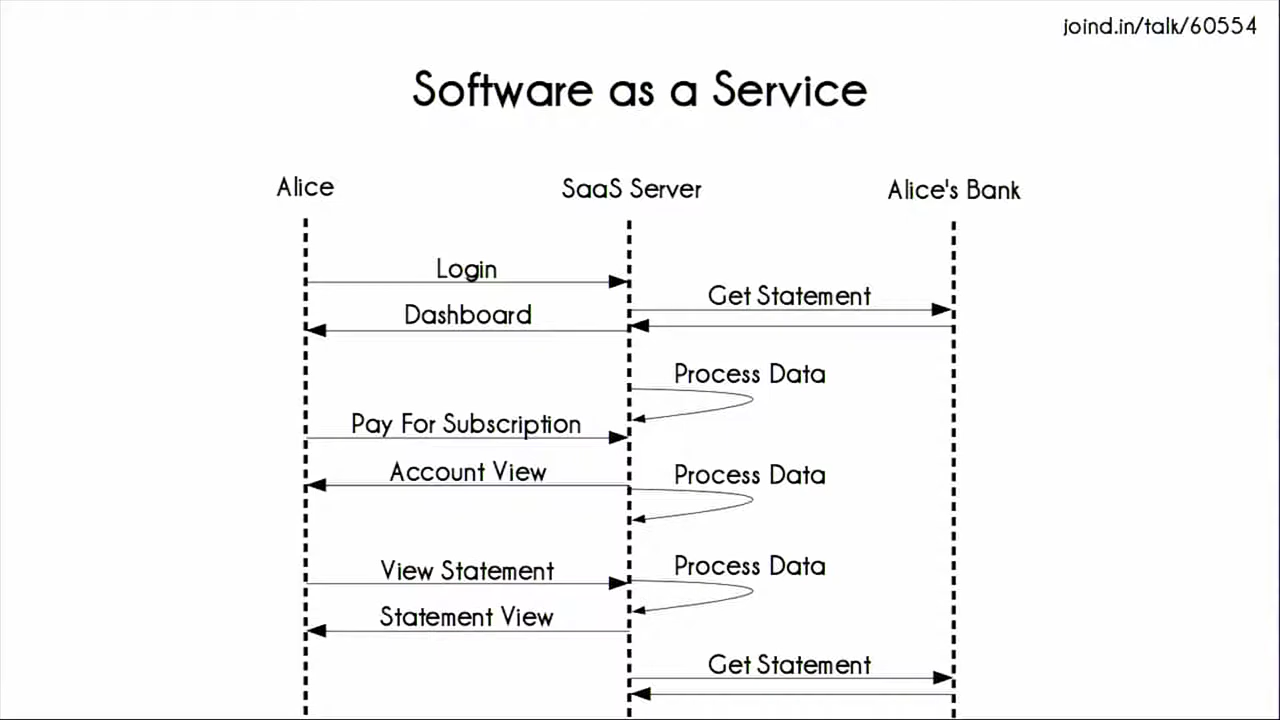 joind.in/talk/60554
Software as a Service
Alice
SaaS Server
Alice's Bank
Login
Get Statement
Dashboard
Process Data
Pay For Subscription
Account View
Process Data
View Statement
Process Data
Statement View
Get Statement